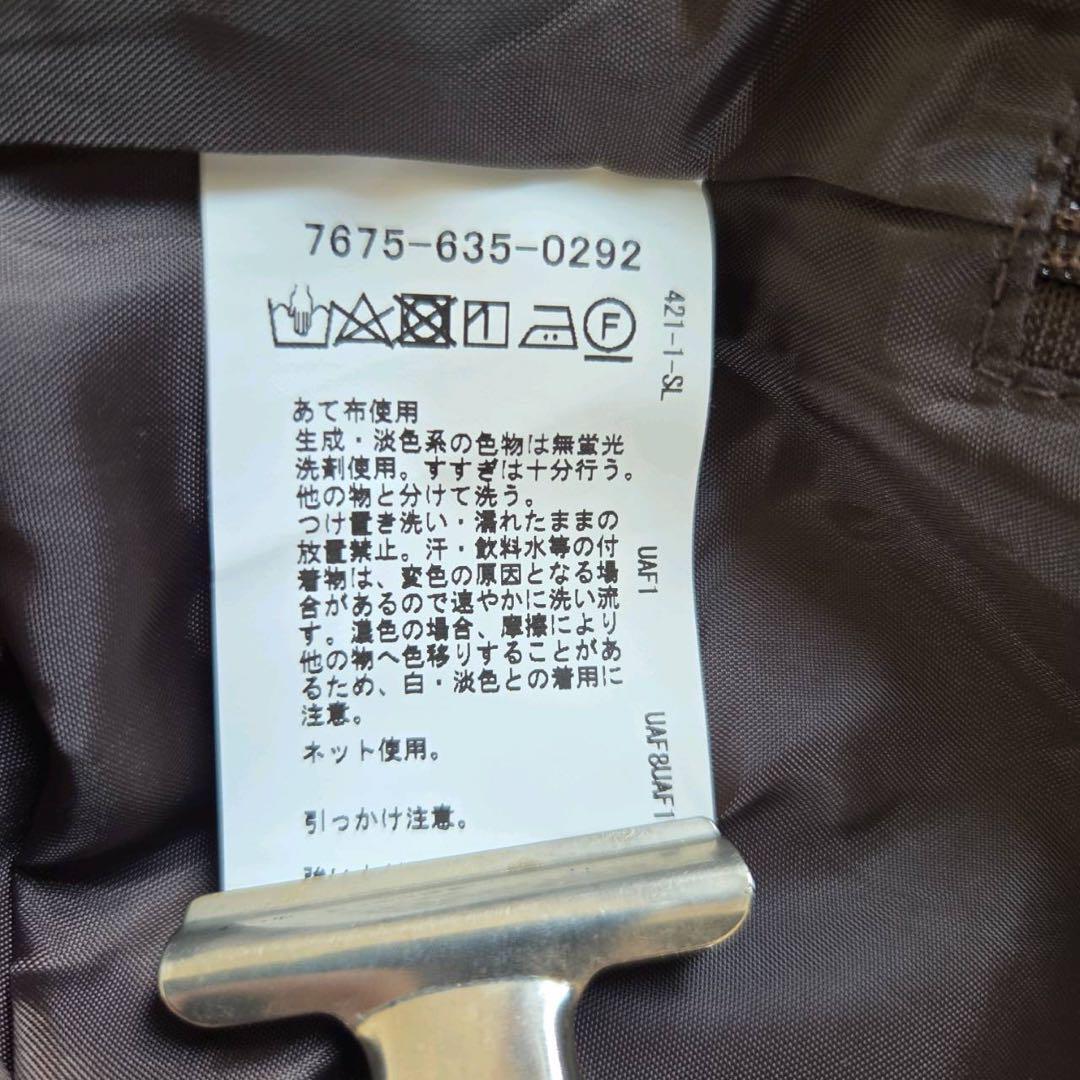 7675-635-0292
F
421-1-SL
あて布使用
生成・淡色系の色物は無蛍光
洗剤使用。すすぎは十分行う。
他の物と分けて洗う。
つけ置き洗い・濡れたままの
放置禁止。汗・飲料水等の付
着物は、変色の原因となる場
合があるので速やかに洗い流
す。濃色の場合、摩擦により
他の物へ色移りすることがあ
るため、白・淡色との着用に
注意。
ネット使用。
引っかけ注意。
UAF1
UAF8UAF1